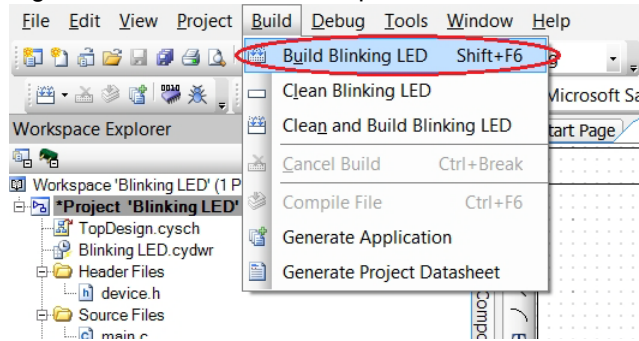 File Edit View Project Build Debug Tools Window Help
Build Blinking LED Shift+F6
Clean Blinking LED
Microsoft Sa
Workspace Explorer
Clean and Build Blinking LED
tart Page
Cancel Build Ctrl+Break
Workspace 'Blinking LED' (1 P
*Project 'Blinking LED'
Compile File Ctrl+F6
TopDesign.cysch
Generate Application
Blinking LED.cydwr
Header Files
Generate Project Datasheet
device.h
Source Files
main.c
Compo